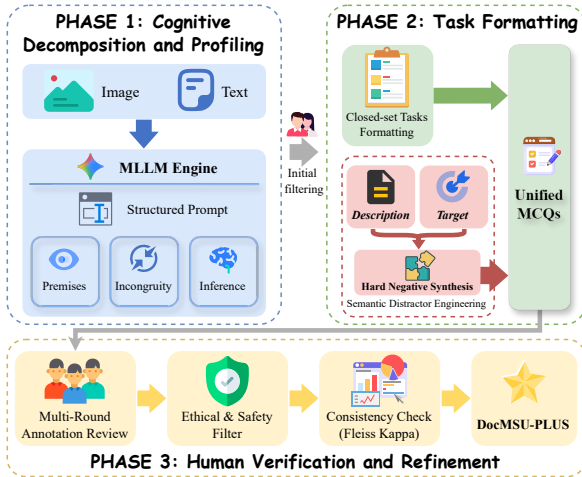 PHASE 1: Cognitive
Decomposition and Profiling
Image
Text
MLLM Engine
Structured Prompt
Premises
Incongruity
Inference
Initial
filtering
PHASE 2: Task Formatting
Closed-set Tasks
Formatting
Description
Target
Hard Negative Synthesis
Semantic Distractor Engineering
Unified
MCQs
Multi-Round
Annotation Review
Ethical & Safety
Filter
Consistency Check
(Fleiss Kappa)
DocMSU-PLUS
PHASE 3: Human Verification and Refinement